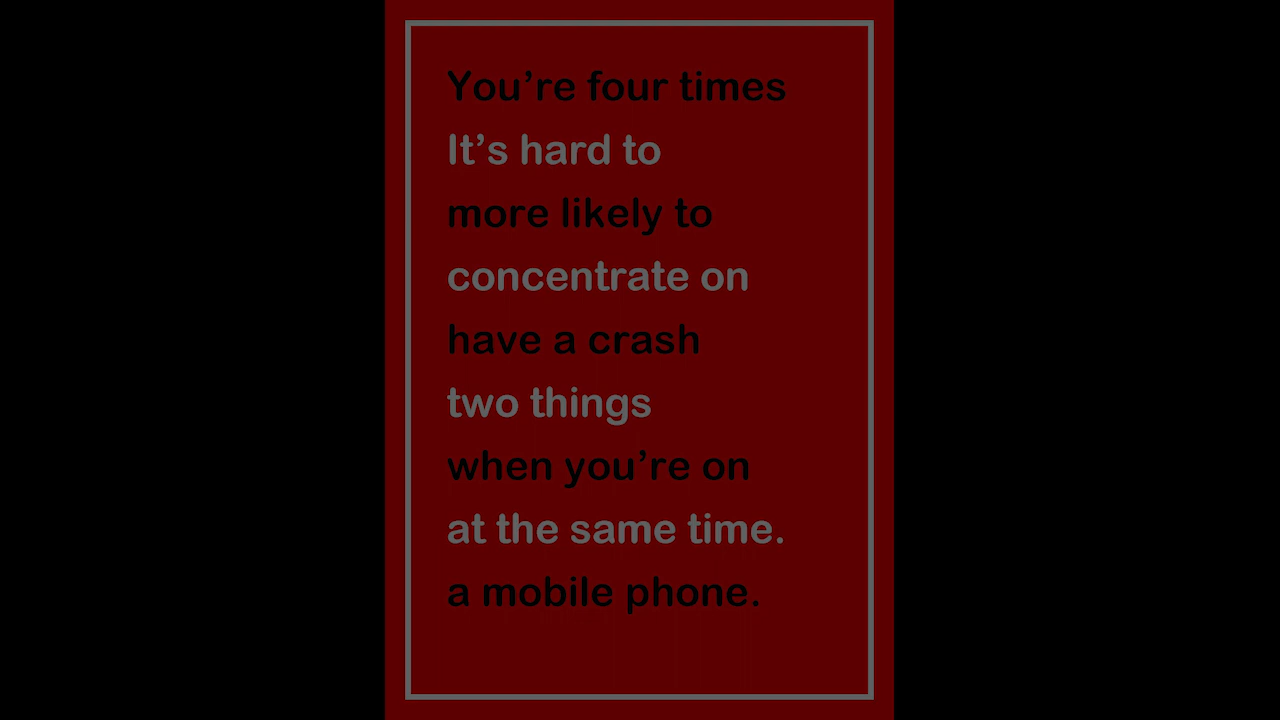 You’re four times
It’s hard to
more likely to
concentrate on
have a crash
two things
when you’re on
at the same time.
a mobile phone.